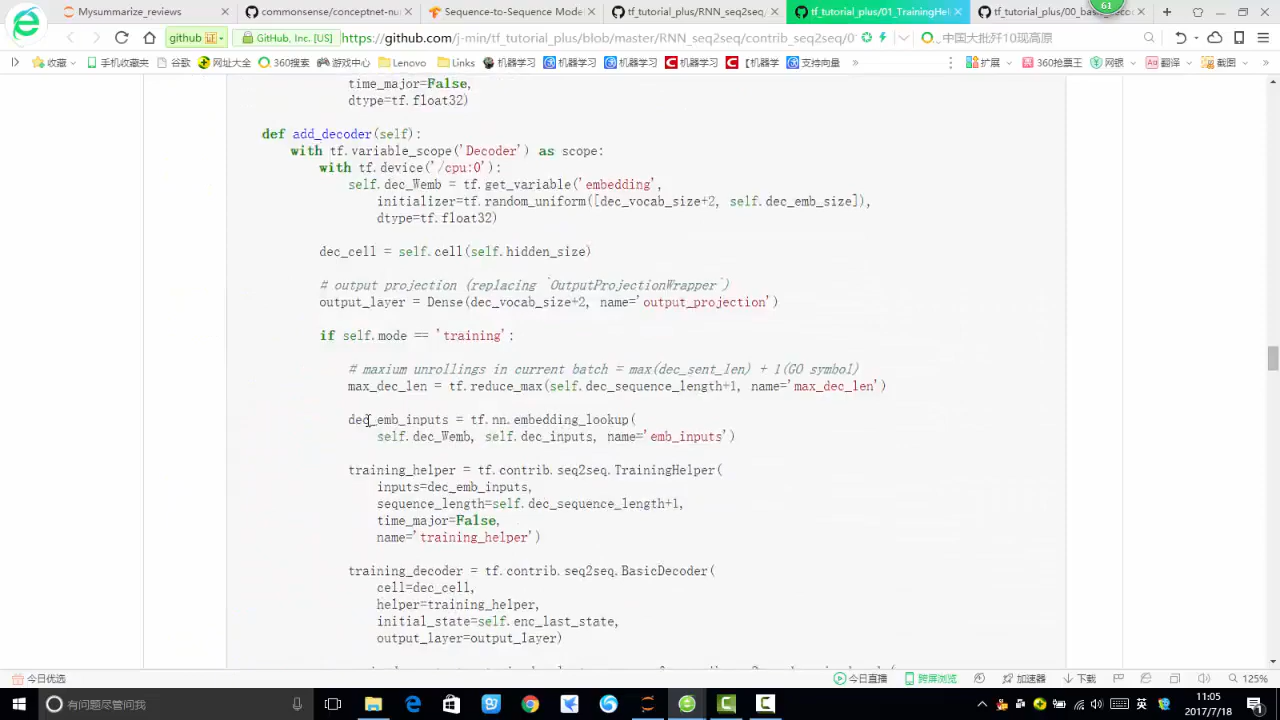 61
Mysummarize_reviews
commonsense/conceptnet-nu
Sequence-to-Sequence Mode
tf_tutorial_plus/RNN_seq2seq
tf_tutorial_plus/01_TrainingHel
tf_tutorial_plus/00_basic
github
GitHub, Inc. [US]
https://github.com/j-min/tf_tutorial_plus/blob/master/RNN_seq2seq/contrib_seq2seq/0
中国大批歼10现高原
收藏
手机收藏夹
谷歌
网址大全
360搜索
游戏中心
Lenovo
Links
机器学习
机器学习
机器学习
机器学习
【机器学
支持向量
»
扩展
360抢票王
网银
翻译
截图
»
time_major=False,
dtype=tf.float32)
def add_decoder(self):
with tf.variable_scope('Decoder') as scope:
with tf.device('/cpu:0'):
self.dec_Wemb = tf.get_variable('embedding',
initializer=tf.random_uniform([dec_vocab_size+2, self.dec_emb_size]),
dtype=tf.float32)
dec_cell = self.cell(self.hidden_size)
# output projection (replacing `OutputProjectionWrapper`)
output_layer = Dense(dec_vocab_size+2, name='output_projection')
if self.mode == 'training':
# maxium unrollings in current batch = max(dec_sent_len) + 1(GO symbol)
max_dec_len = tf.reduce_max(self.dec_sequence_length+1, name='max_dec_len')
dec_emb_inputs = tf.nn.embedding_lookup(
self.dec_Wemb, self.dec_inputs, name='emb_inputs')
training_helper = tf.contrib.seq2seq.TrainingHelper(
inputs=dec_emb_inputs,
sequence_length=self.dec_sequence_length+1,
time_major=False,
name='training_helper')
training_decoder = tf.contrib.seq2seq.BasicDecoder(
cell=dec_cell,
helper=training_helper,
initial_state=self.enc_last_state,
output_layer=output_layer)
今日优选
今日直播
跨屏浏览
加速器
下载
125%
有问题尽管问我
英
11:05
2017/7/18